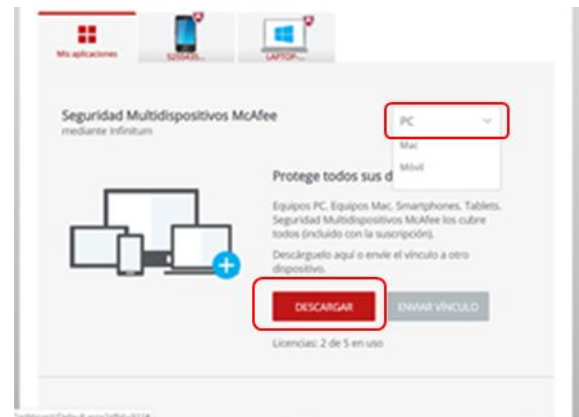 Mis aplicaciones
LAPTOP-...
Seguridad Multidispositivos McAfee
mediante Infinitum
PC
Mac
Móvil
Protege todos sus d
Equipos PC. Equipos Mac. Smartphones. Tablets.
Seguridad Multidispositivos McAfee los cubre
todos (incluido con la suscripción).
Descárguelo aquí o envíe el vínculo a otro
dispositivo.
DESCARGAR
ENVIAR VÍNCULO
Licencias: 2 de 5 en uso